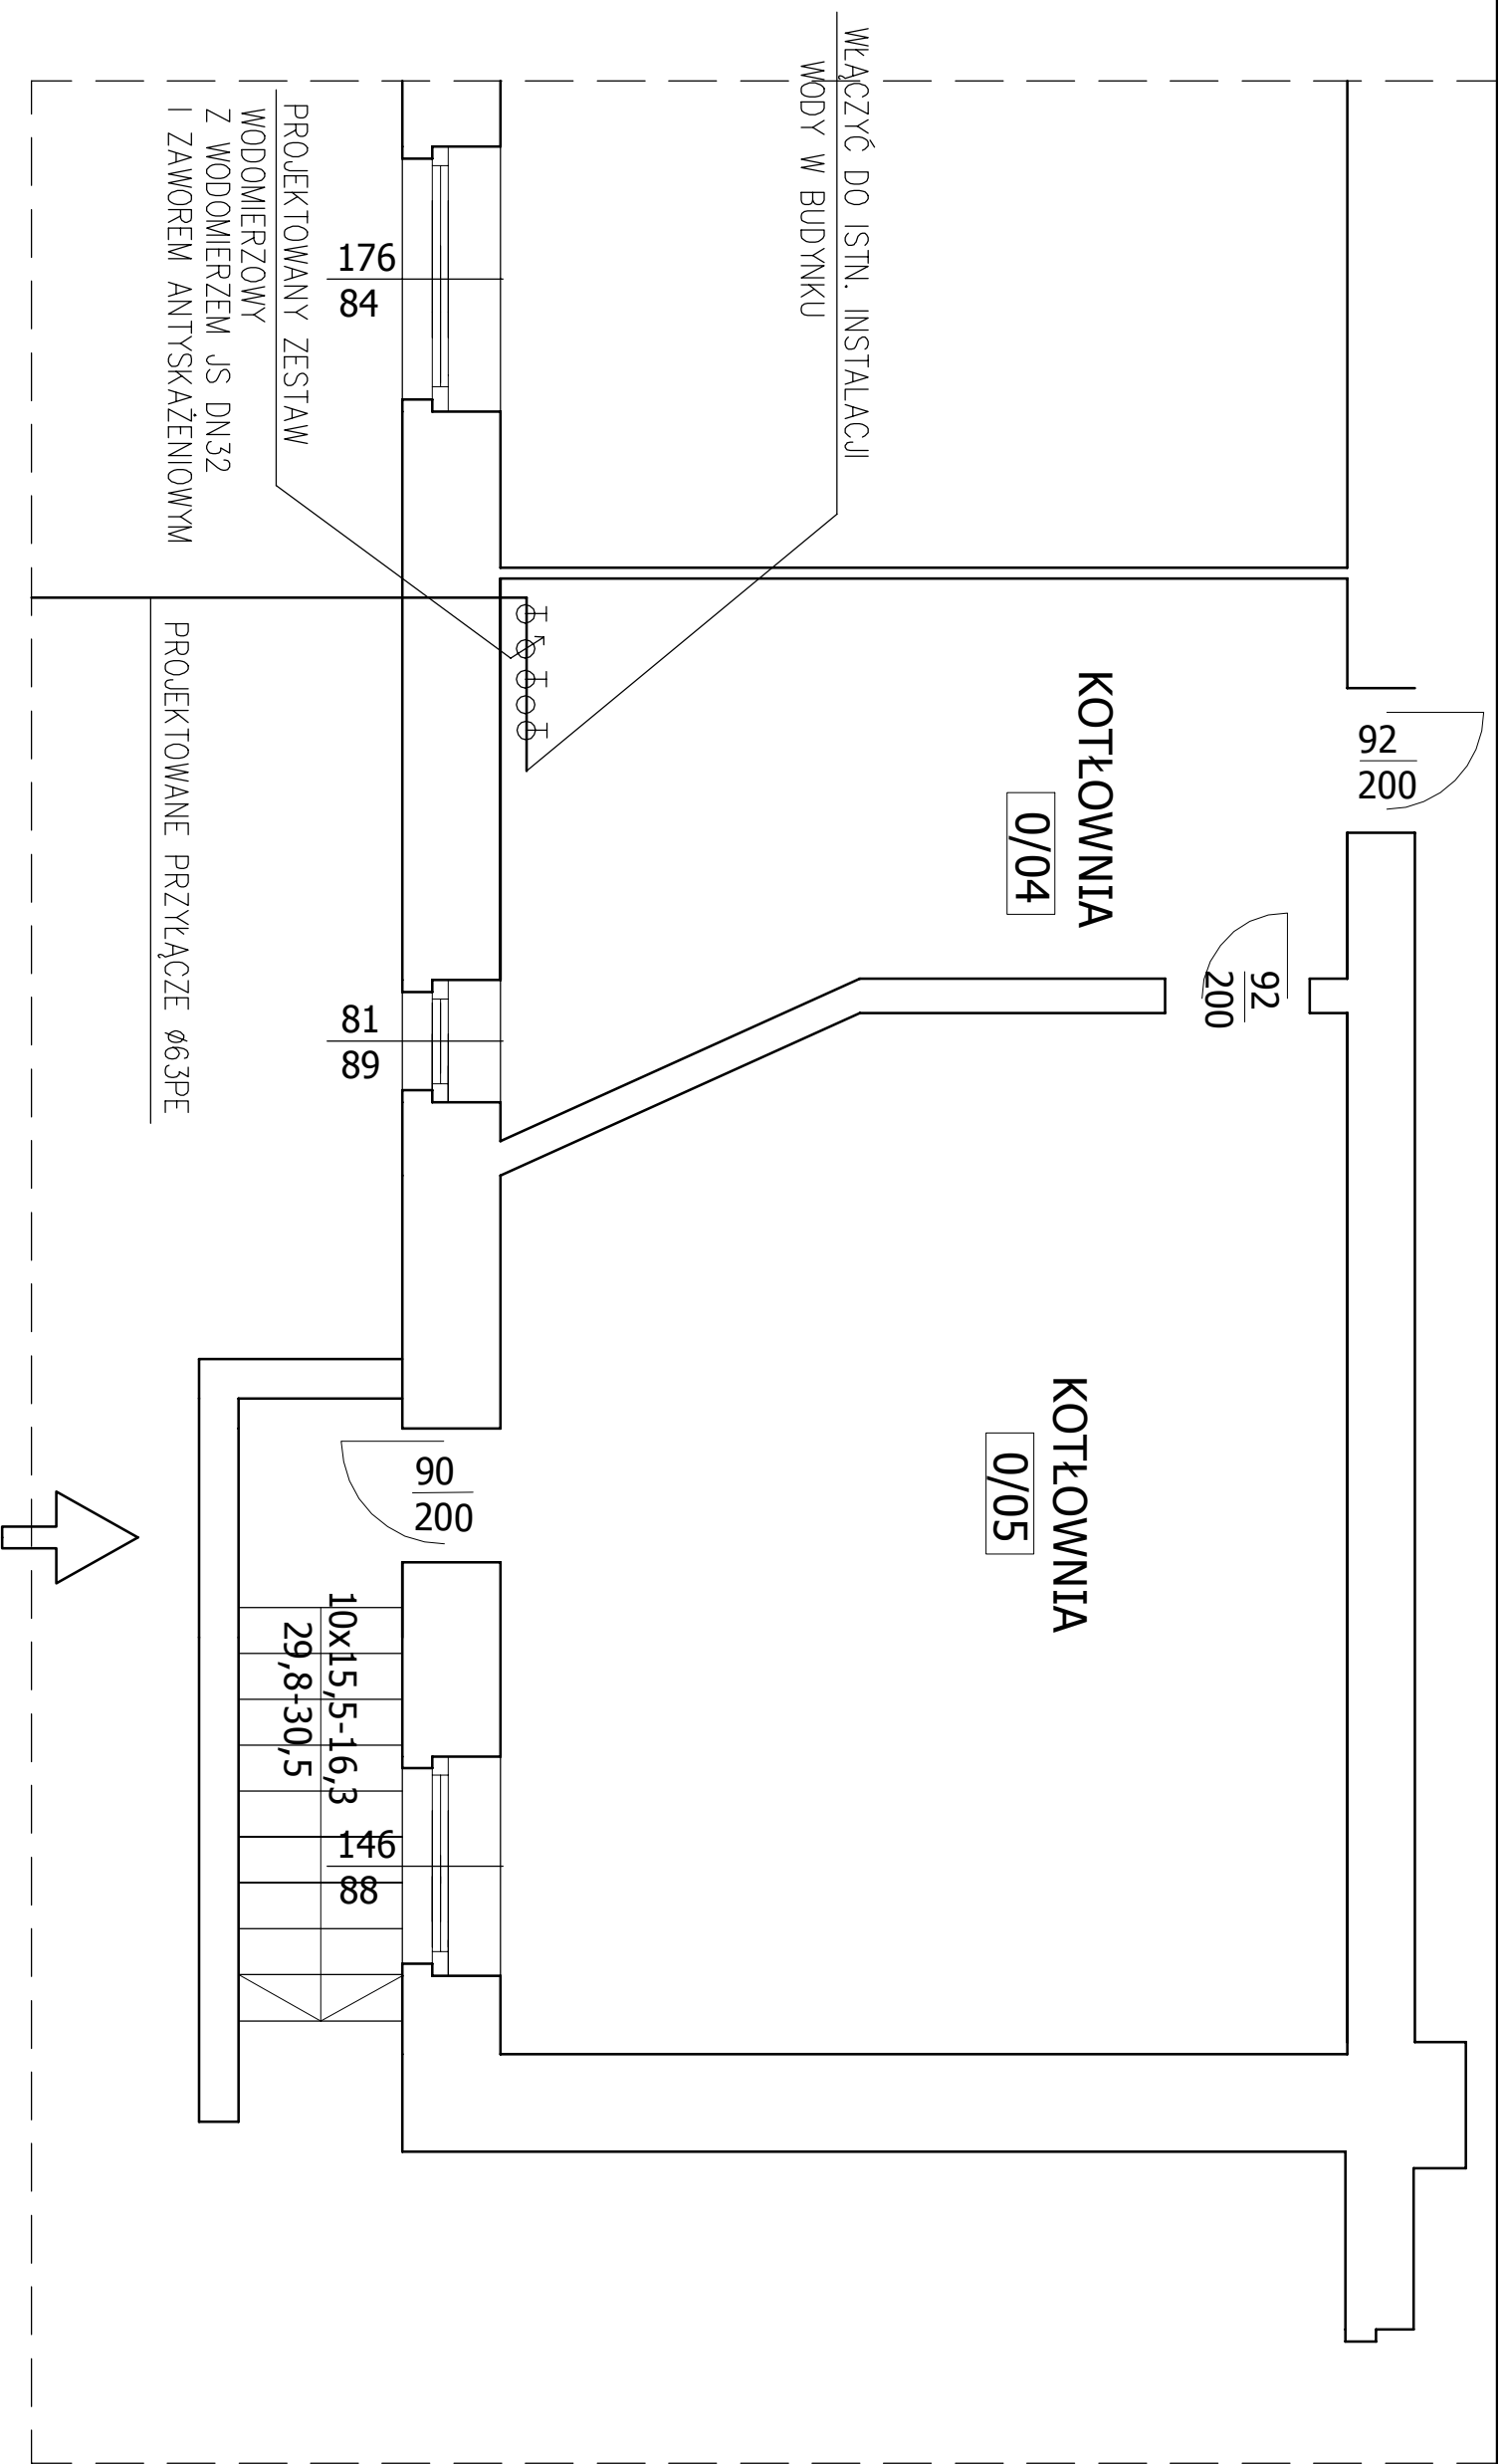 WŁĄCZYĆ DO ISTN. INSTALACJI
WODY W BUDYNKU
PROJEKTOWANY ZESTAW
WODOMIERZOWY
Z WODOMIERZEM JS DN32
I ZAWOREM ANTYSKAŻENIOWYM
176
84
PROJEKTOWANE PRZYŁĄCZE Ø63PE
KOTŁOWNIA
0/04
92
200
92
200
81
89
KOTŁOWNIA
0/05
90
200
10x15,5-16,3
29,8-30,5
146
88